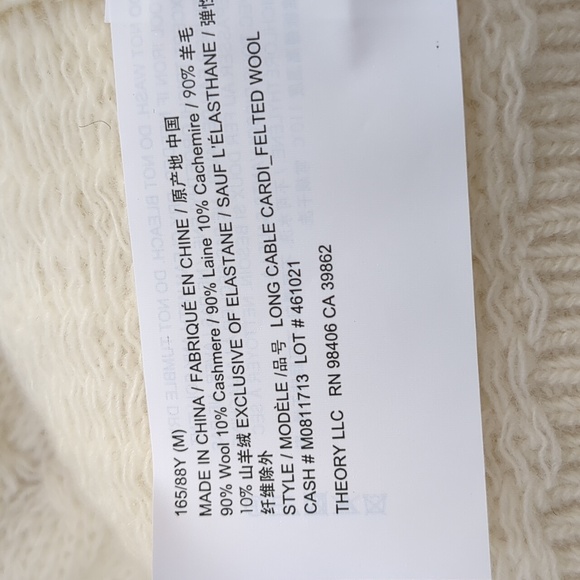 165/88Y (M)
MADE IN CHINA / FABRIQUÉ EN CHINE / 原产地 中国
90% Wool 10% Cashmere / 90% Laine 10% Cachemire / 90% 羊毛
10% 山羊绒 EXCLUSIVE OF ELASTANE / SAUF L'ÉLASTHANE / 弹性
纤维除外
STYLE / MODÈLE /品号 LONG CABLE CARDI_FELTED WOOL
CASH # M0811713 LOT # 461021
THEORY LLC RN 98406 CA 39862